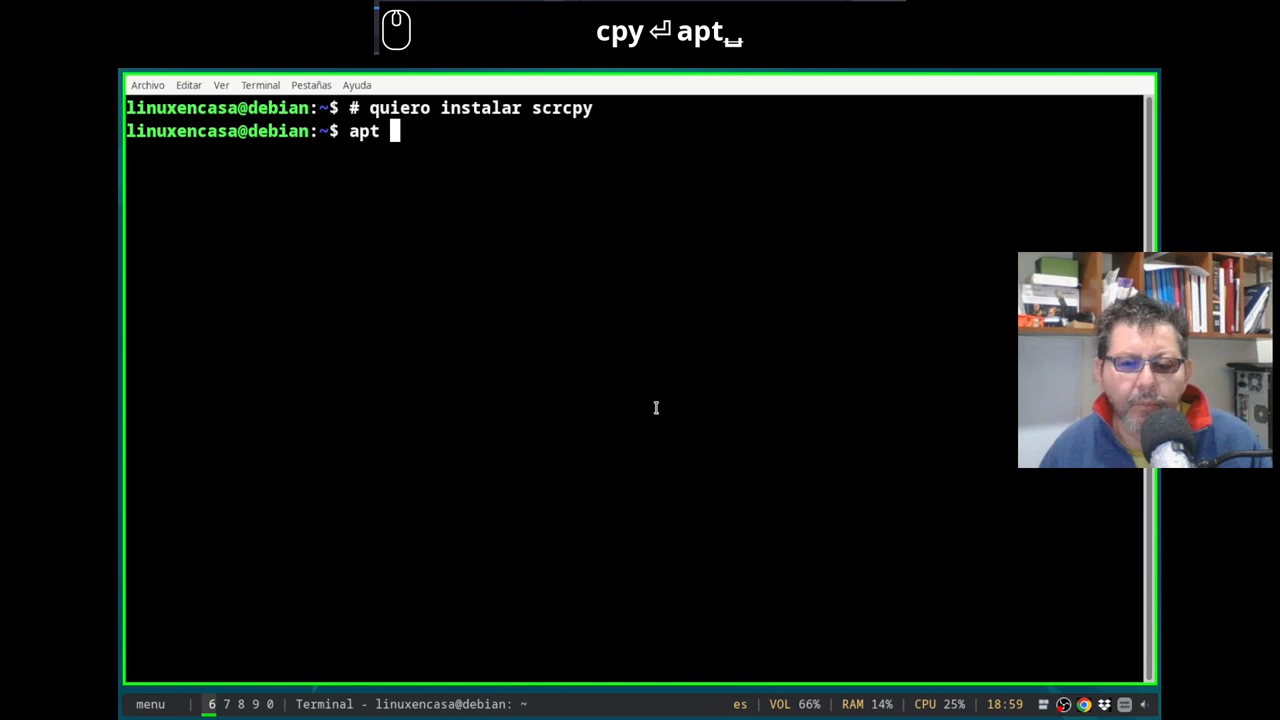 cpy⏎apt␣
Archivo Editar Ver Terminal Pestañas Ayuda
linuxencasa@debian:~$ # quiero instalar scrcpy
linuxencasa@debian:~$ apt
menu | 6 7 8 9 0 | Terminal - linuxencasa@debian: ~ es | VOL 66% | RAM 14% | CPU 25% | 18:59